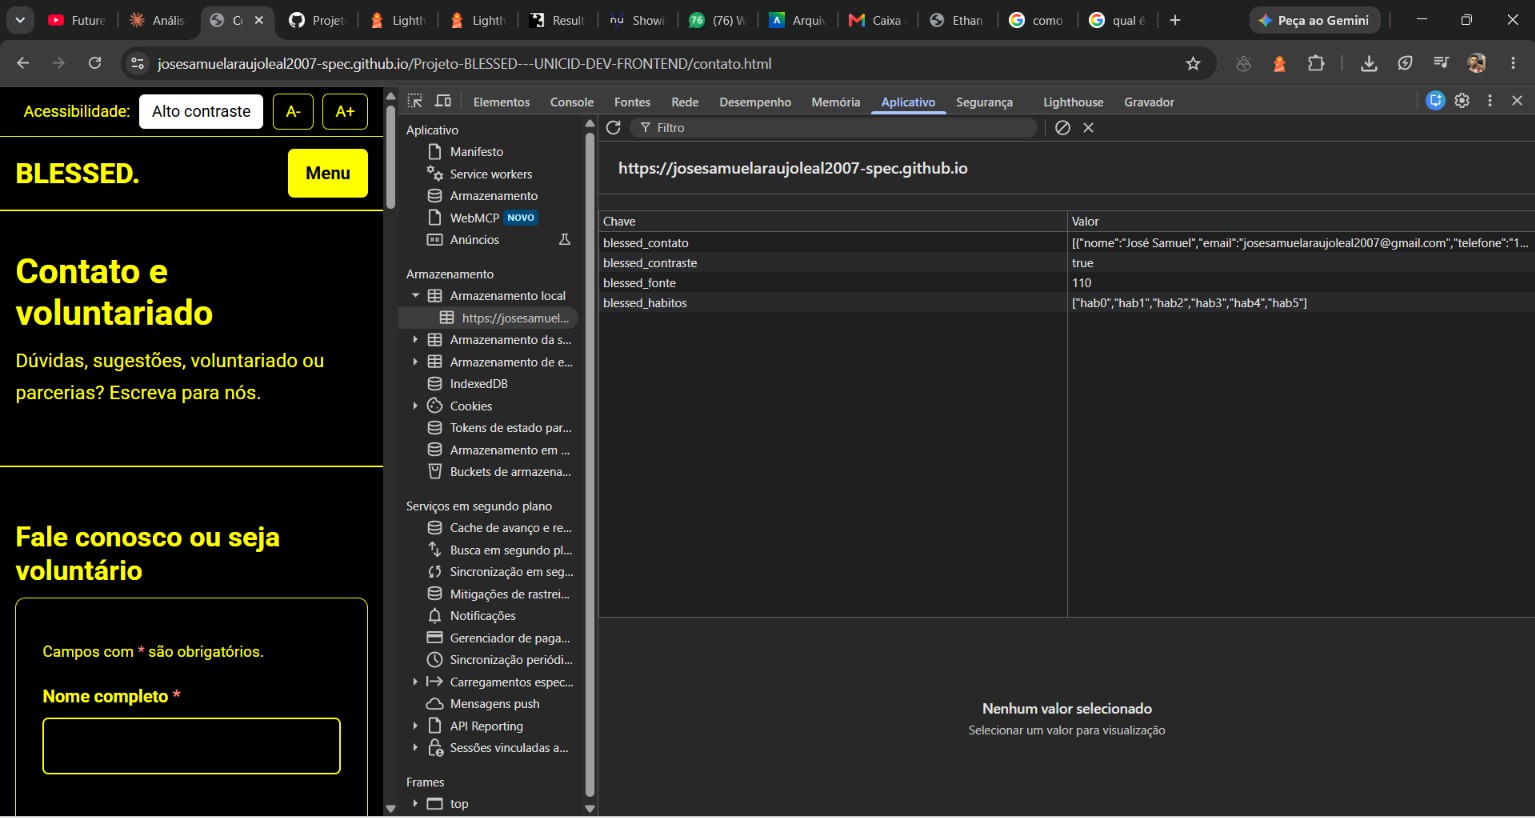 Future
Anális
Co
Projet
Lighth
Lighth
Result
Showi
(76) W
Arquiv
Caixa
Ethan
como
qual é
Peça ao Gemini
josesamuelaraujoleal2007-spec.github.io/Projeto-BLESSED---UNICID-DEV-FRONTEND/contato.html
Acessibilidade: Alto contraste A- A+
BLESSED. Menu
Contato e
voluntariado
Dúvidas, sugestões, voluntariado ou
parcerias? Escreva para nós.
Fale conosco ou seja
voluntário
Campos com * são obrigatórios.
Nome completo *
Elementos Console Fontes Rede Desempenho Memória Aplicativo Segurança Lighthouse Gravador
Aplicativo
Manifesto
Service workers
Armazenamento
WebMCP NOVO
Anúncios
Armazenamento
Armazenamento local
https://josesamuel...
Armazenamento da s...
Armazenamento de e...
IndexedDB
Cookies
Tokens de estado par...
Armazenamento em ...
Buckets de armazena...
Serviços em segundo plano
Cache de avanço e re...
Busca em segundo pl...
Sincronização em seg...
Mitigações de rastrei...
Notificações
Gerenciador de paga...
Sincronização periódi...
Carregamentos espec...
Mensagens push
API Reporting
Sessões vinculadas a...
Frames
top
Filtro
https://josesamuelaraujoleal2007-spec.github.io
Chave Valor
blessed_contato [{"nome":"José Samuel","email":"josesamuelaraujoleal2007@gmail.com","telefone":"1...
blessed_contraste true
blessed_fonte 110
blessed_habitos ["hab0","hab1","hab2","hab3","hab4","hab5"]
Nenhum valor selecionado
Selecionar um valor para visualização